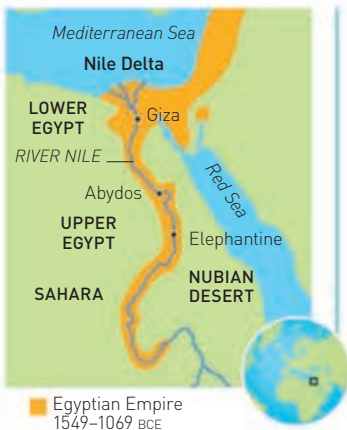 Mediterranean Sea
Nile Delta
LOWER
EGYPT
Giza
RIVER NILE
Abydos
Red Sea
UPPER
EGYPT
Elephantine
SAHARA
NUBIAN
DESERT
Egyptian Empire
1549–1069 BCE